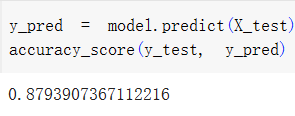 y_pred = model.predict(X_test)
accuracy_score(y_test, y_pred)
0.8793907367112216